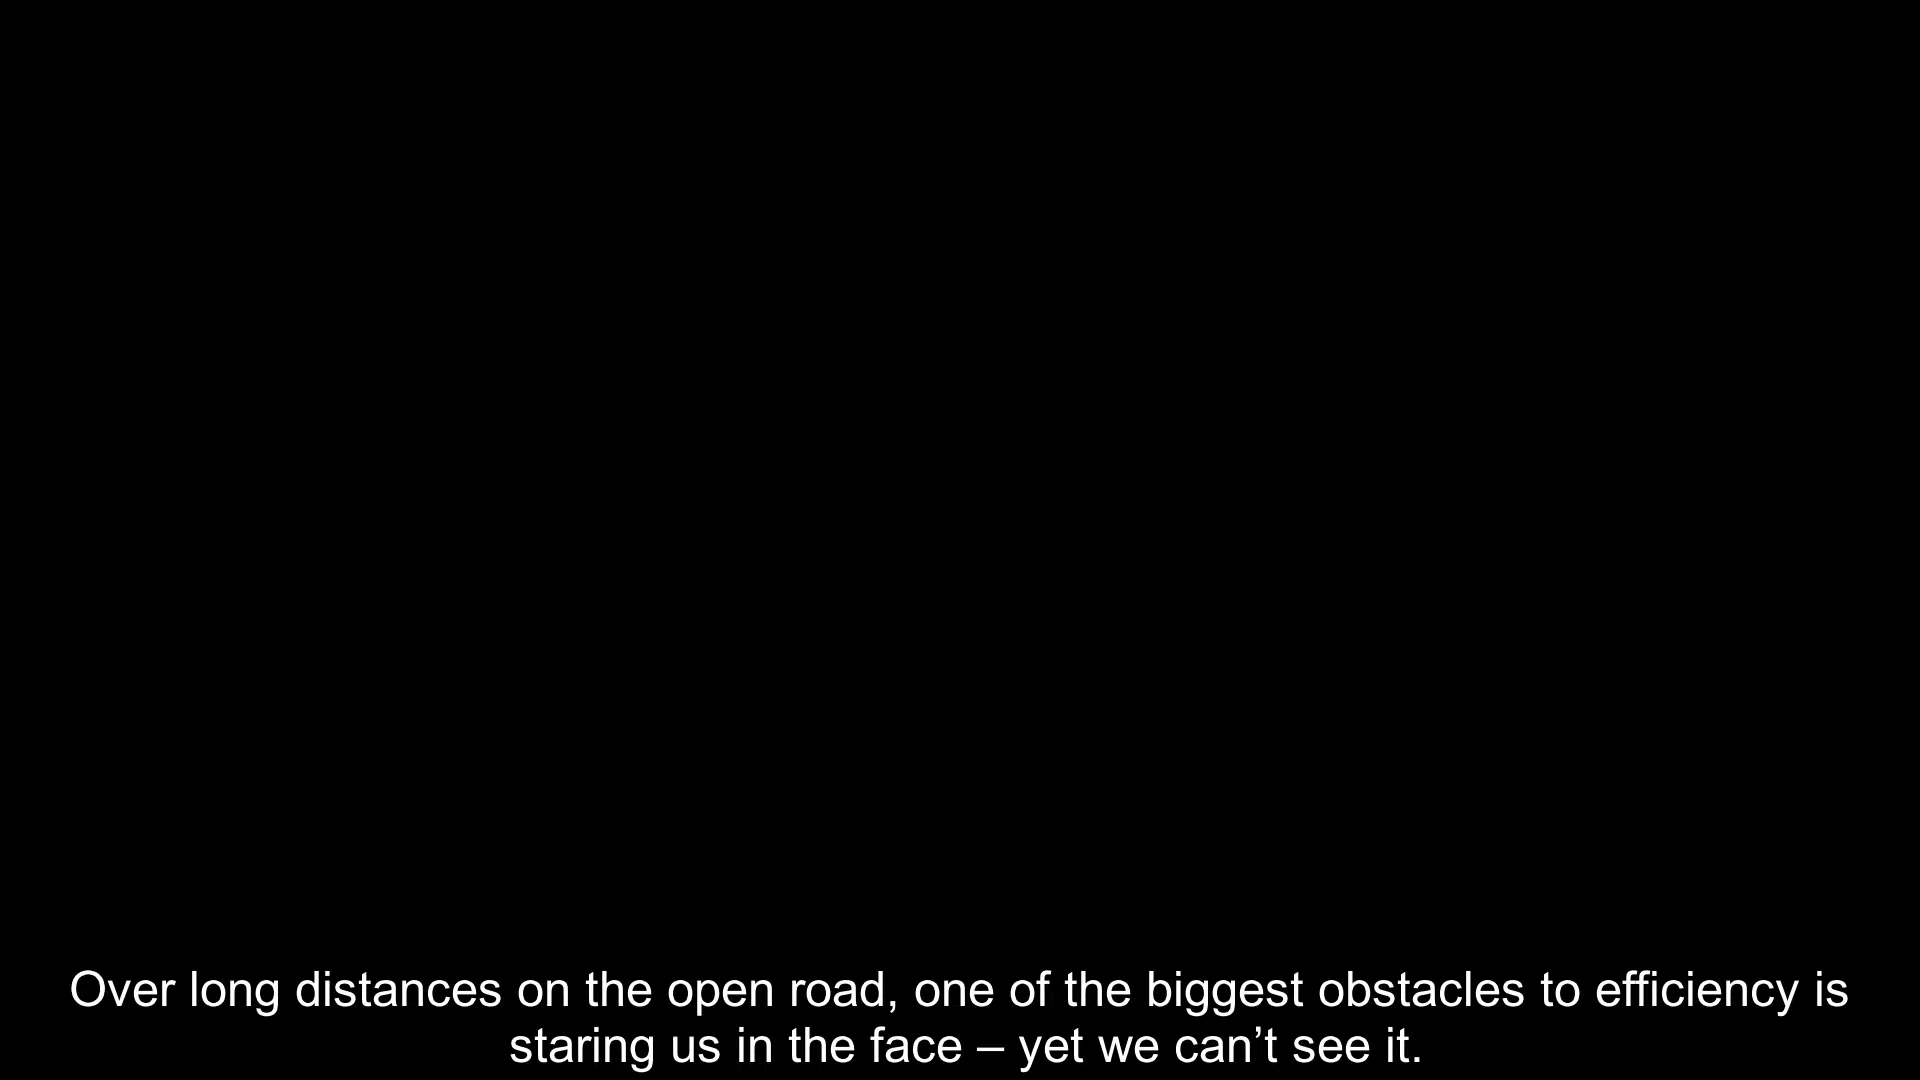 Over long distances on the open road, one of the biggest obstacles to efficiency is
staring us in the face – yet we can’t see it.